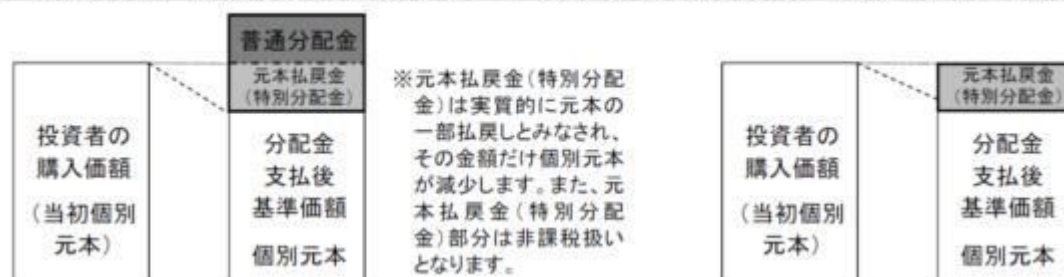 普通分配金
元本払戻金
（特別分配金）
投資者の
購入価額
（当初個別
元本）
分配金
支払後
基準価額
個別元本
※元本払戻金（特別分配
金）は実質的に元本の
一部払戻しとみなされ、
その金額だけ個別元本
が減少します。また、元
本払戻金（特別分配
金）部分は非課税扱い
となります。
投資者の
購入価額
（当初個別
元本）
元本払戻金
（特別分配金）
分配金
支払後
基準価額
個別元本